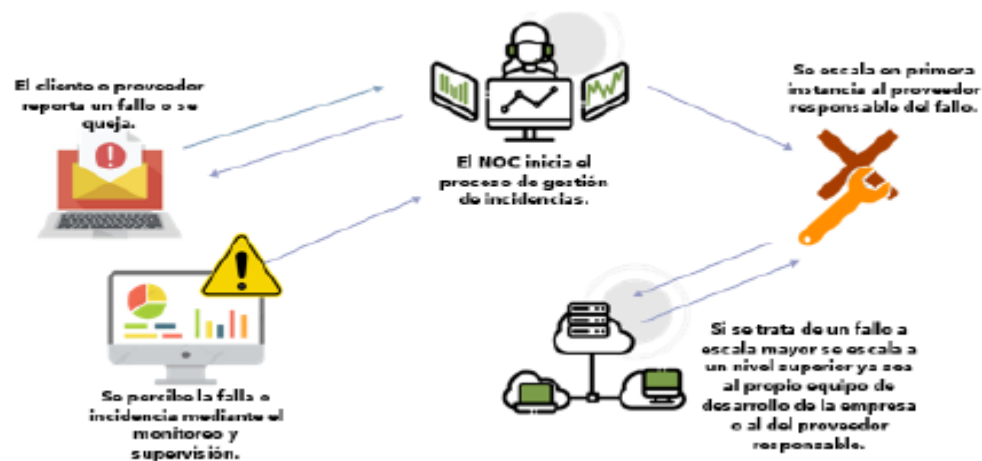 El cliente o proveedor
reporta un fallo o se
queja.
El NOC inicia el
proceso de gestión
de incidencias.
Se escala en primera
instancia al proveedor
responsable del fallo.
Se percibe la falla o
incidencia mediante el
monitoreo y
supervisión.
Si se trata de un fallo a
escala mayor se escala a
un nivel superior ya sea
al propio equipo de
desarrollo de la empresa
o al del proveedor
responsable.